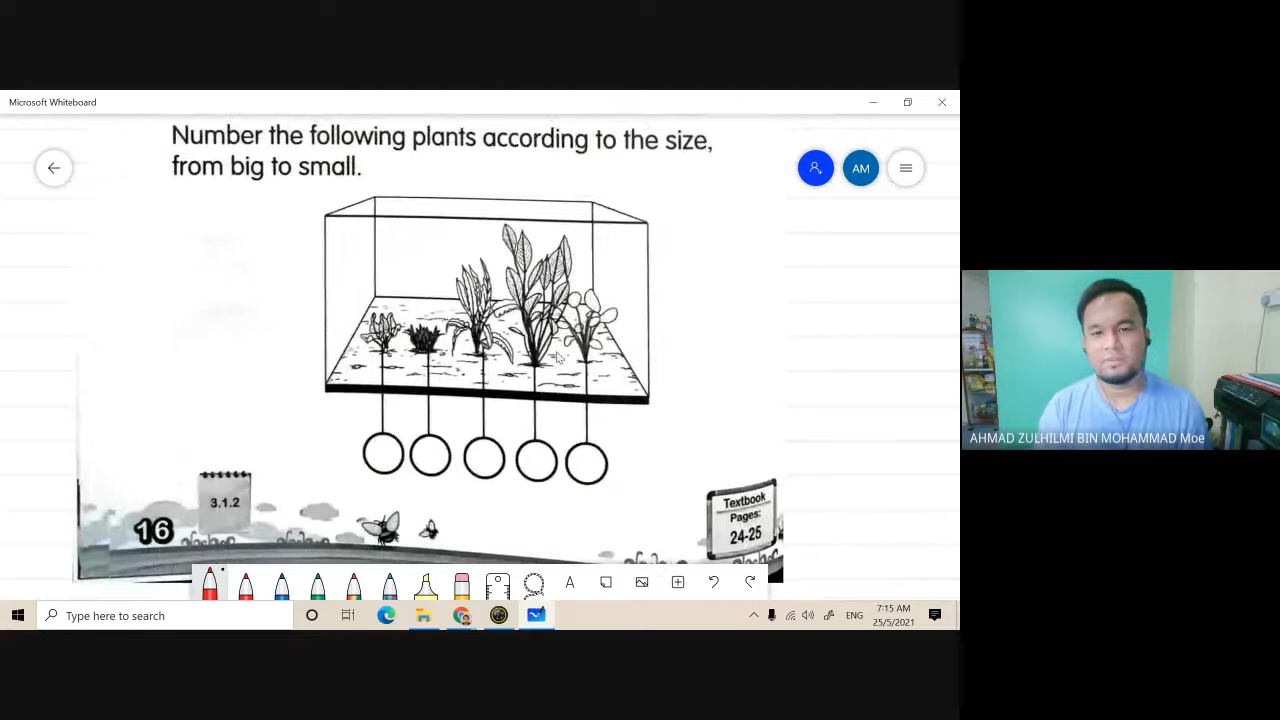 Microsoft Whiteboard
Number the following plants according to the size,
from big to small.
AM
3.1.2
16
Textbook
Pages:
24-25
AHMAD ZULHILMI BIN MOHAMMAD Moe
A
Type here to search
ENG
7:15 AM
25/5/2021